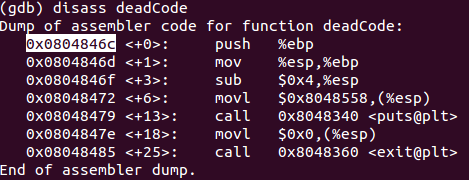 (gdb) disass deadCode
Dump of assembler code for function deadCode:
0x0804846c <+0>: push %ebp
0x0804846d <+1>: mov %esp,%ebp
0x0804846f <+3>: sub $0x4,%esp
0x08048472 <+6>: movl $0x8048558,(%esp)
0x08048479 <+13>: call 0x8048340 <puts@plt>
0x0804847e <+18>: movl $0x0,(%esp)
0x08048485 <+25>: call 0x8048360 <exit@plt>
End of assembler dump.